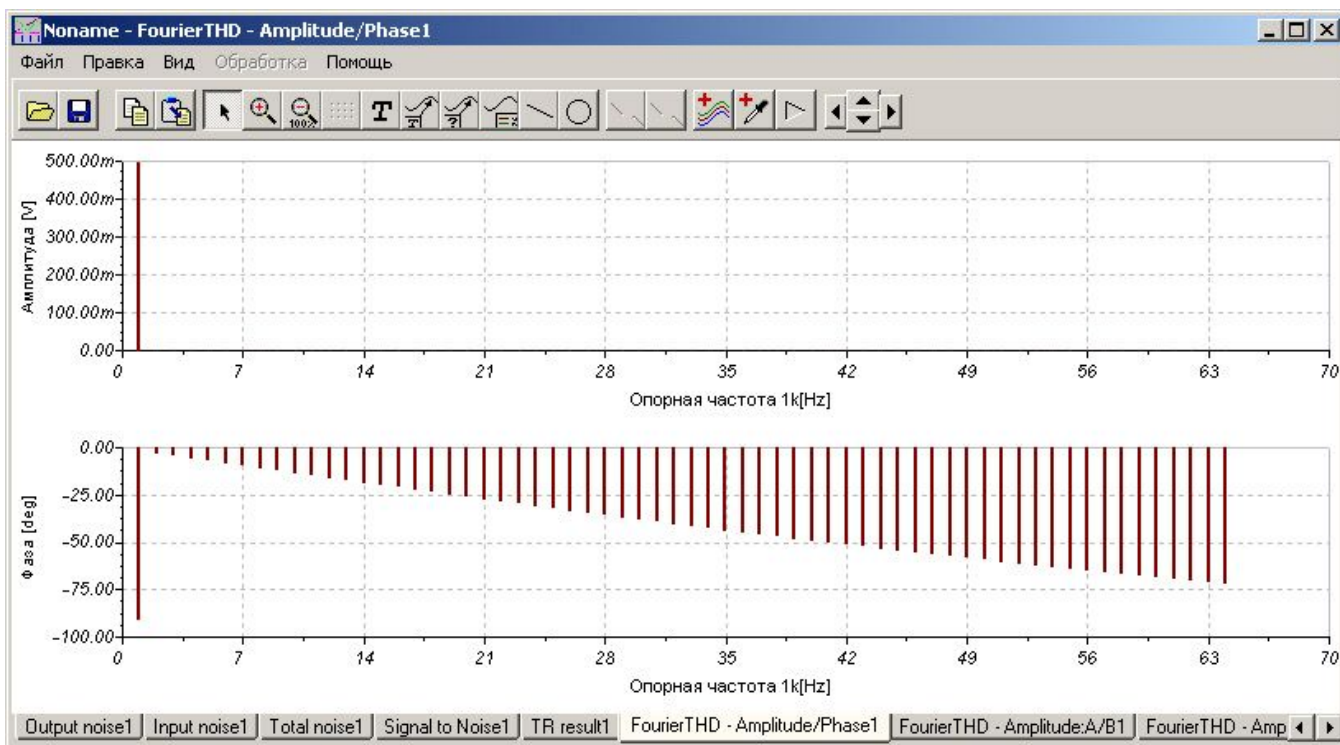 Noname - FourierTHD - Amplitude/Phase1
Файл Правка Вид Обработка Помощь
100%
T
T
?
500.00m
400.00m
300.00m
200.00m
100.00m
0.00
Амплитуда [V]
0 7 14 21 28 35 42 49 56 63 70
Опорная частота 1k[Hz]
0.00
-25.00
-50.00
-75.00
-100.00
Фаза [deg]
0 7 14 21 28 35 42 49 56 63 70
Опорная частота 1k[Hz]
Output noise1 Input noise1 Total noise1 Signal to Noise1 TR result1 FourierTHD - Amplitude/Phase1 FourierTHD - Amplitude:A/B1 FourierTHD - Amp